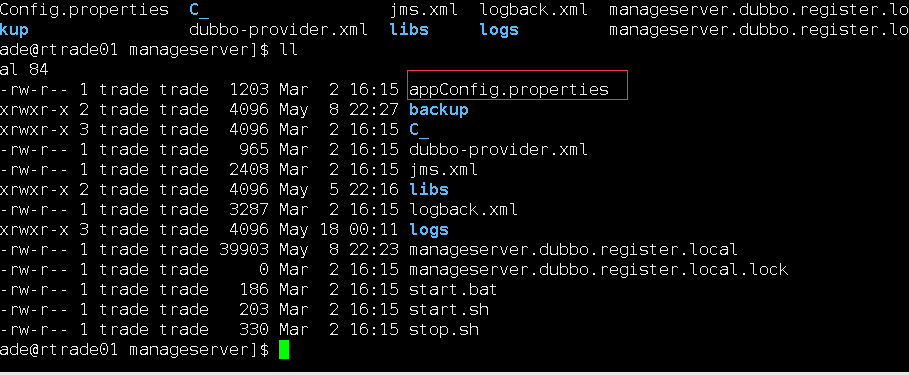 Config.properties C_ jms.xml logback.xml manageserver.dubbo.register.lo
kup dubbo-provider.xml libs logs manageserver.dubbo.register.lo
ade@rtrade01 manageserver]$ ll
al 84
-rw-r-- 1 trade trade 1203 Mar 2 16:15 appConfig.properties
xrwxr-x 2 trade trade 4096 May 8 22:27 backup
xrwxr-x 3 trade trade 4096 Mar 2 16:15 C_
-rw-r-- 1 trade trade 965 Mar 2 16:15 dubbo-provider.xml
-rw-r-- 1 trade trade 2408 Mar 2 16:15 jms.xml
xrwxr-x 2 trade trade 4096 May 5 22:16 libs
-rw-r-- 1 trade trade 3287 Mar 2 16:15 logback.xml
xrwxr-x 3 trade trade 4096 May 18 00:11 logs
-rw-r-- 1 trade trade 39903 May 8 22:23 manageserver.dubbo.register.local
-rw-r-- 1 trade trade 0 Mar 2 16:15 manageserver.dubbo.register.local.lock
-rw-r-- 1 trade trade 186 Mar 2 16:15 start.bat
-rw-r-- 1 trade trade 203 Mar 2 16:15 start.sh
-rw-r-- 1 trade trade 330 Mar 2 16:15 stop.sh
ade@rtrade01 manageserver]$